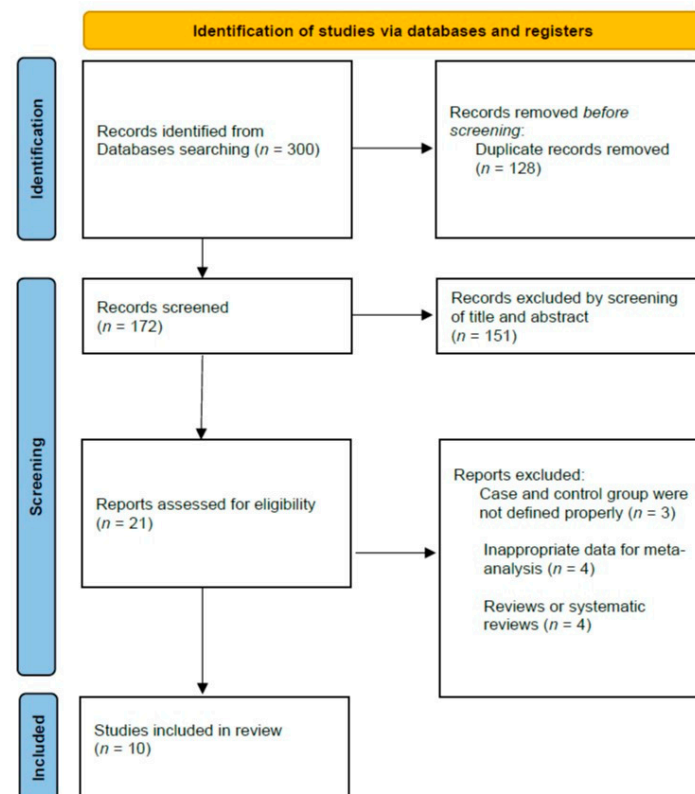 Identification of studies via databases and registers
Identification
Records identified from
Databases searching (n = 300)
Records removed before
screening:
Duplicate records removed
(n = 128)
Screening
Records screened
(n = 172)
Records excluded by screening
of title and abstract
(n = 151)
Reports assessed for eligibility
(n = 21)
Reports excluded:
Case and control group were
not defined properly (n = 3)
Inappropriate data for meta-
analysis (n = 4)
Reviews or systematic
reviews (n = 4)
Included
Studies included in review
(n = 10)